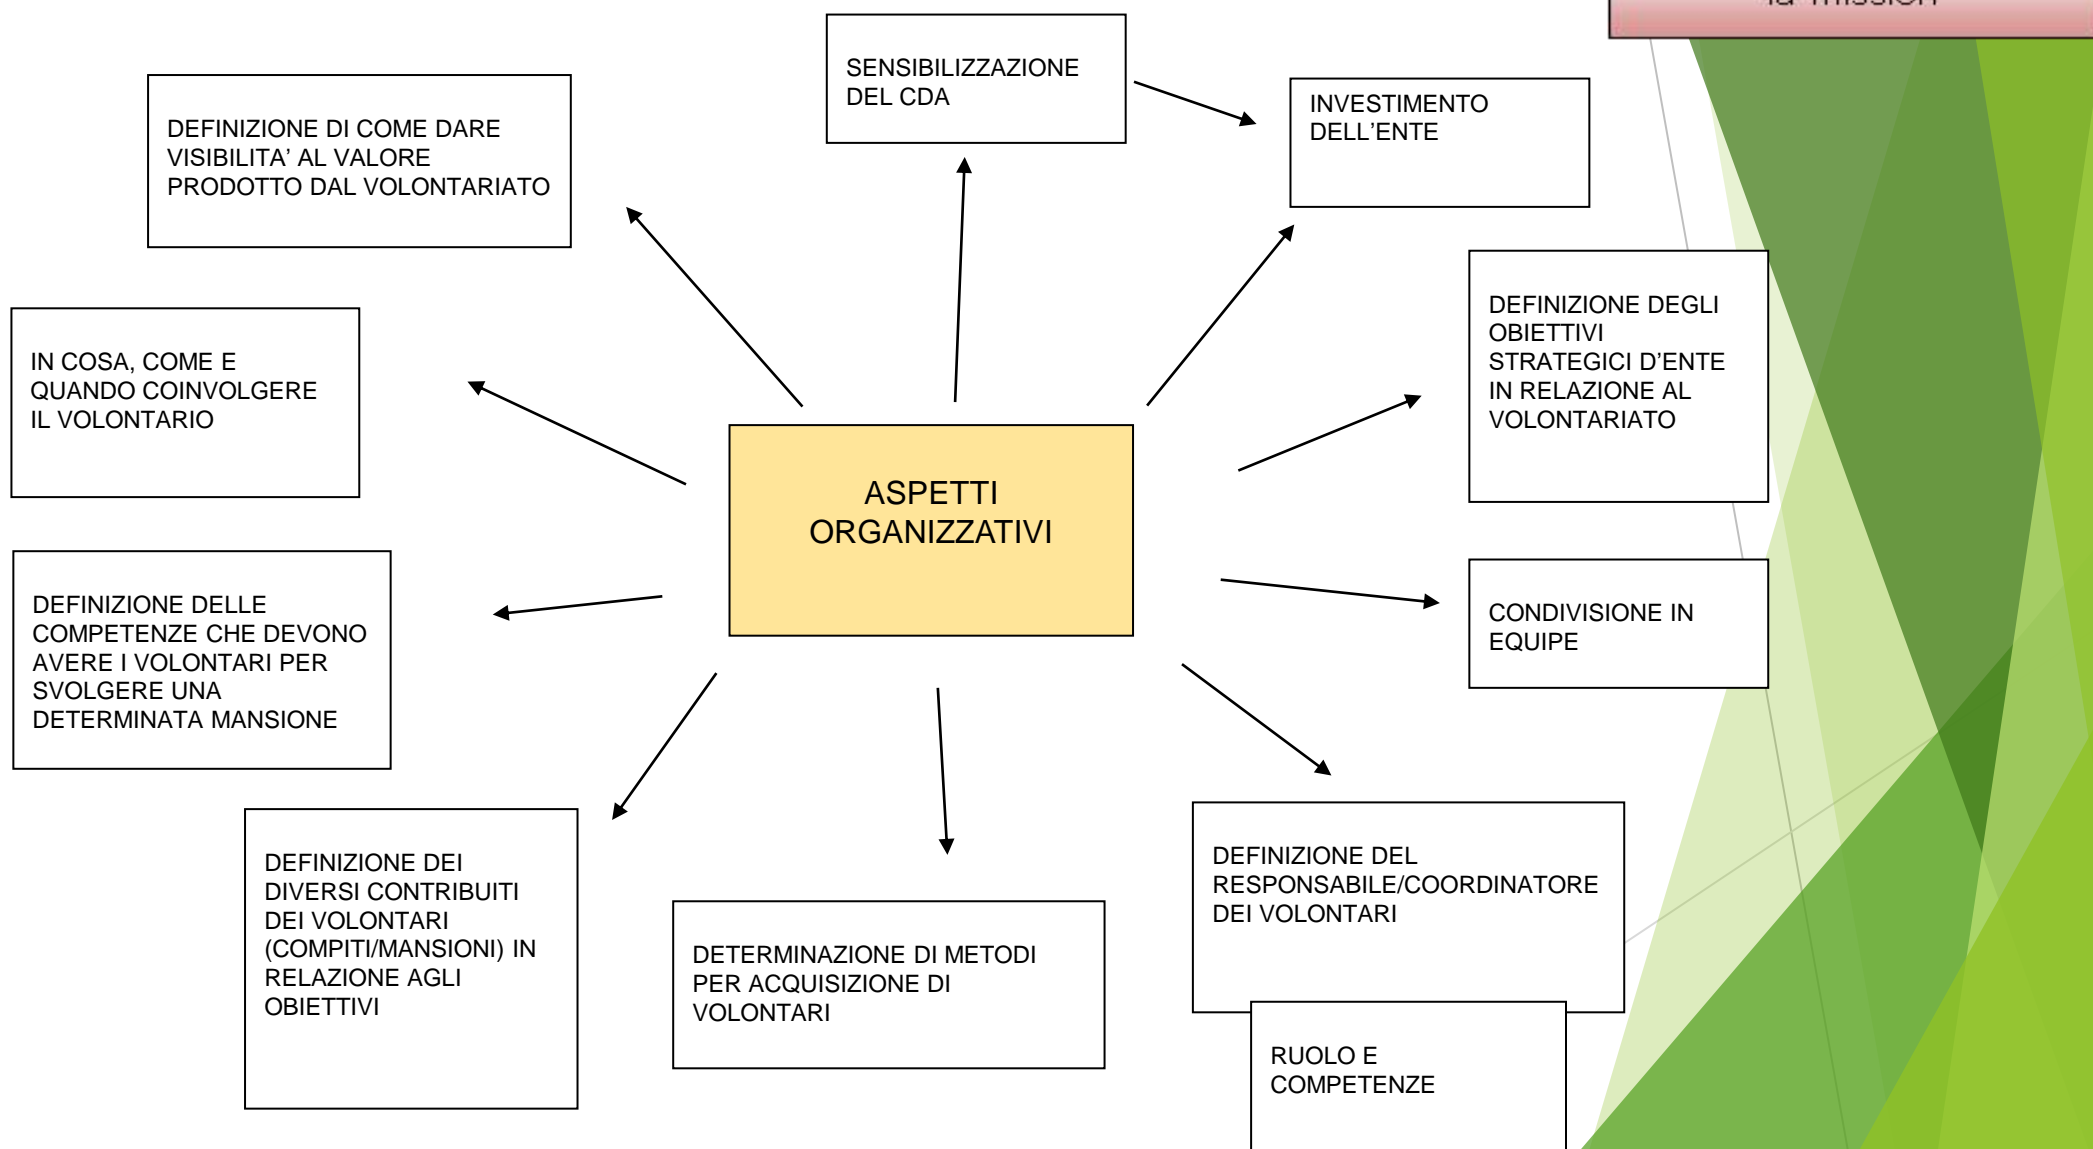 la mission
SENSIBILIZZAZIONE
DEL CDA
INVESTIMENTO
DELL’ENTE
DEFINIZIONE DI COME DARE
VISIBILITA’ AL VALORE
PRODOTTO DAL VOLONTARIATO
DEFINIZIONE DEGLI
OBIETTIVI
STRATEGICI D’ENTE
IN RELAZIONE AL
VOLONTARIATO
IN COSA, COME E
QUANDO COINVOLGERE
IL VOLONTARIO
ASPETTI
ORGANIZZATIVI
DEFINIZIONE DELLE
COMPETENZE CHE DEVONO
AVERE I VOLONTARI PER
SVOLGERE UNA
DETERMINATA MANSIONE
CONDIVISIONE IN
EQUIPE
DEFINIZIONE DEI
DIVERSI CONTRIBUITI
DEI VOLONTARI
(COMPITI/MANSIONI) IN
RELAZIONE AGLI
OBIETTIVI
DETERMINAZIONE DI METODI
PER ACQUISIZIONE DI
VOLONTARI
DEFINIZIONE DEL
RESPONSABILE/COORDINATORE
DEI VOLONTARI
RUOLO E
COMPETENZE